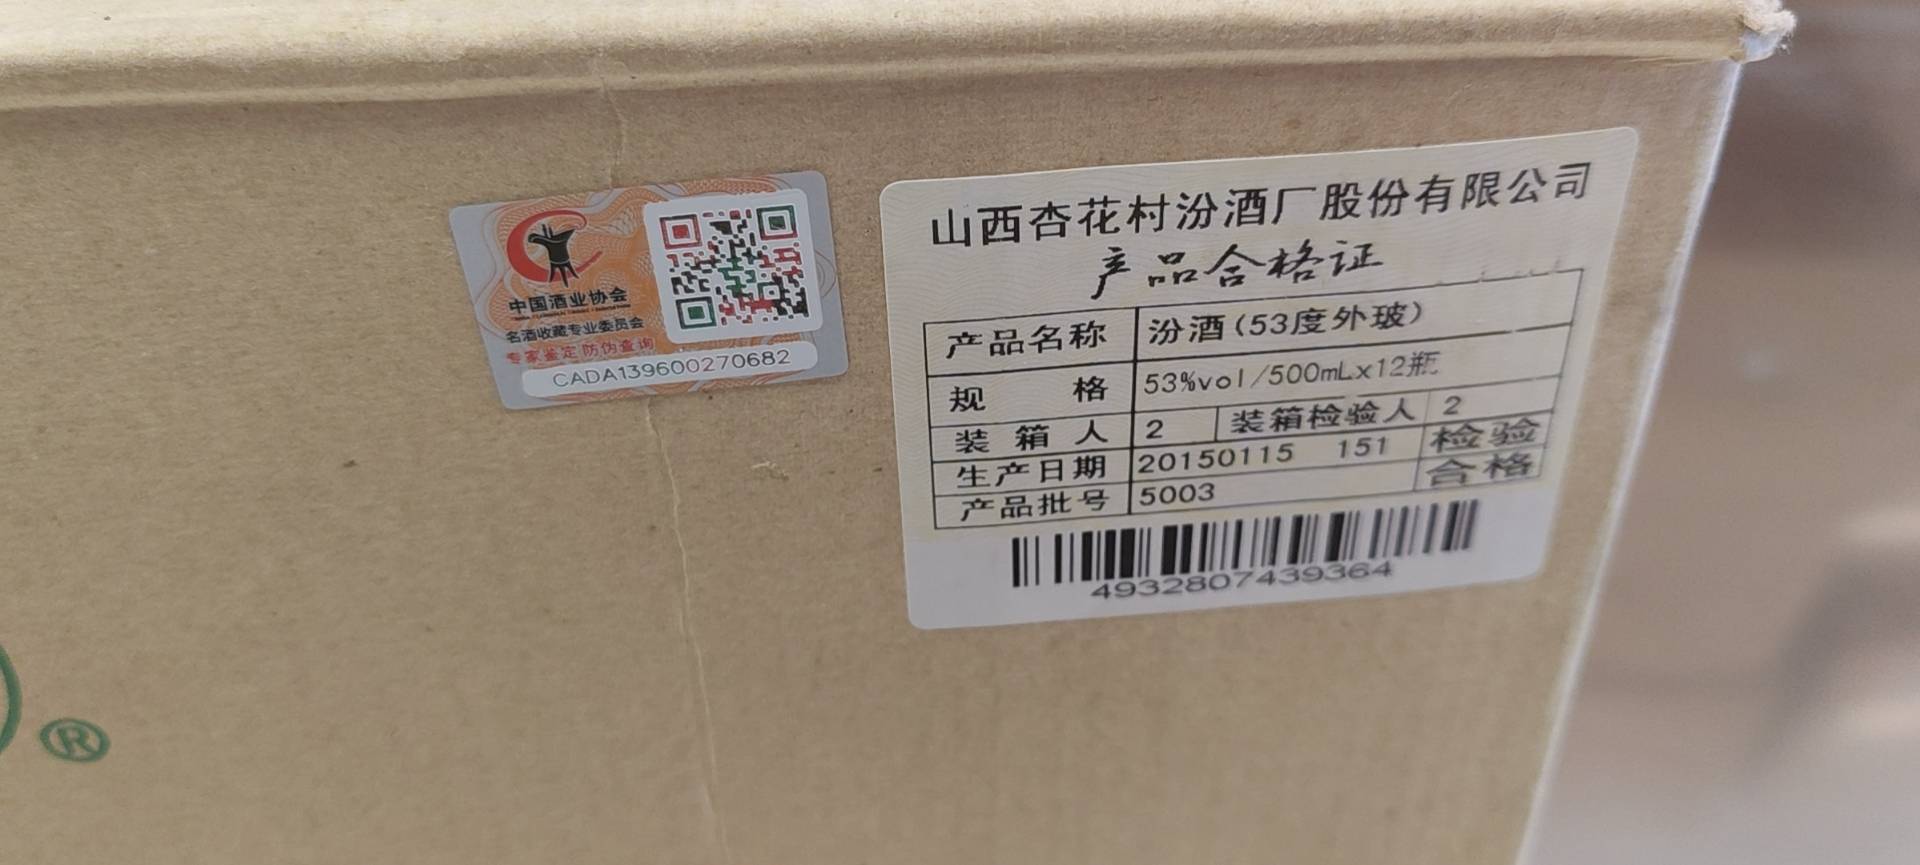 中国酒业协会
名酒收藏专业委员会
专家鉴定 防伪查询
CADA139600270682
山西杏花村汾酒厂股份有限公司
产品合格证
产品名称 汾酒(53度外玻)
规 格 53%vol/500mLx12瓶
装 箱 人 2 装箱检验人 2
生产日期 20150115 151 检验
产品批号 5003 合格
4932807439364
®